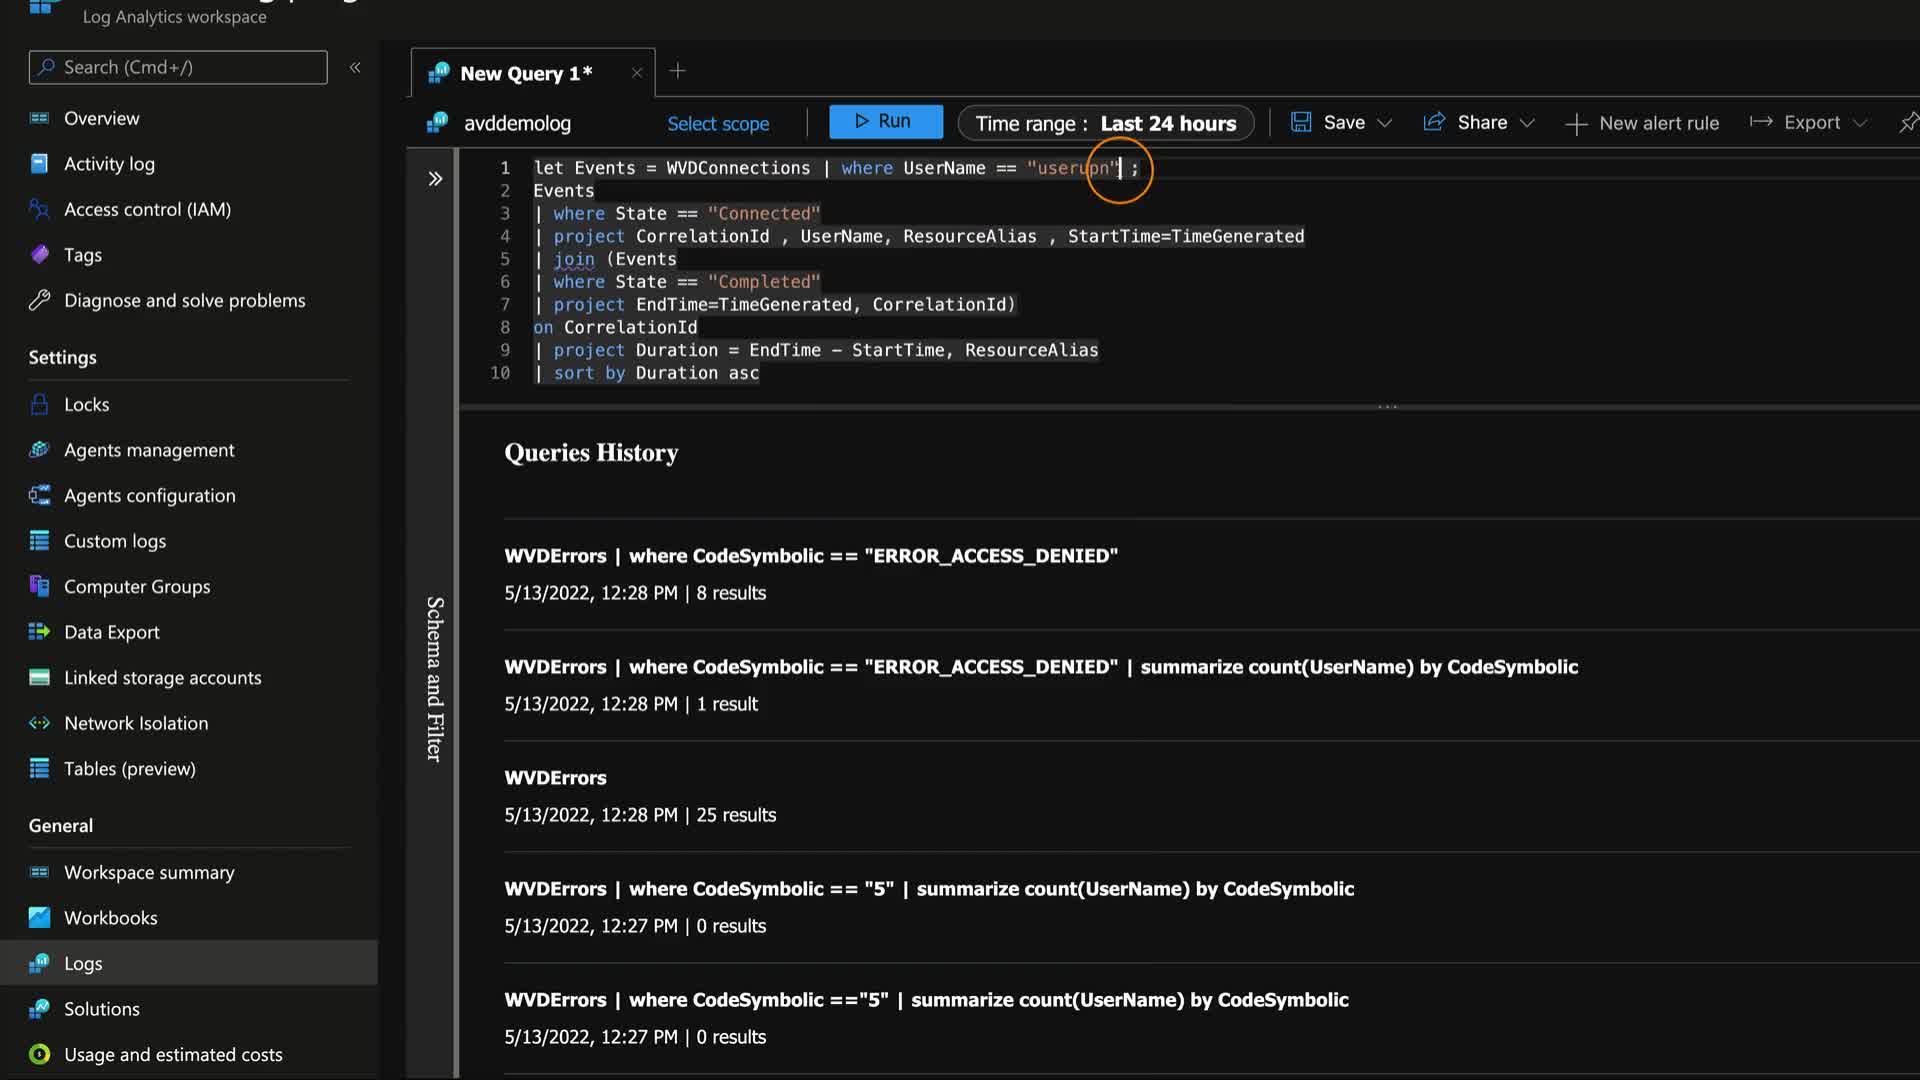 Log Analytics workspace
Search (Cmd+/)
«
Overview
Activity log
Access control (IAM)
Tags
Diagnose and solve problems
Settings
Locks
Agents management
Agents configuration
Custom logs
Computer Groups
Data Export
Linked storage accounts
Network Isolation
Tables (preview)
General
Workspace summary
Workbooks
Logs
Solutions
Usage and estimated costs
New Query 1*
avddemolog
Select scope
Run
Time range : Last 24 hours
Save
Share
New alert rule
Export
Schema and Filter
1 let Events = WVDConnections | where UserName == "userupn" ;
2 Events
3 | where State == "Connected"
4 | project CorrelationId , UserName, ResourceAlias , StartTime=TimeGenerated
5 | join (Events
6 | where State == "Completed"
7 | project EndTime=TimeGenerated, CorrelationId)
8 on CorrelationId
9 | project Duration = EndTime - StartTime, ResourceAlias
10 | sort by Duration asc
Queries History
WVDErrors | where CodeSymbolic == "ERROR_ACCESS_DENIED"
5/13/2022, 12:28 PM | 8 results
WVDErrors | where CodeSymbolic == "ERROR_ACCESS_DENIED" | summarize count(UserName) by CodeSymbolic
5/13/2022, 12:28 PM | 1 result
WVDErrors
5/13/2022, 12:28 PM | 25 results
WVDErrors | where CodeSymbolic == "5" | summarize count(UserName) by CodeSymbolic
5/13/2022, 12:27 PM | 0 results
WVDErrors | where CodeSymbolic =="5" | summarize count(UserName) by CodeSymbolic
5/13/2022, 12:27 PM | 0 results